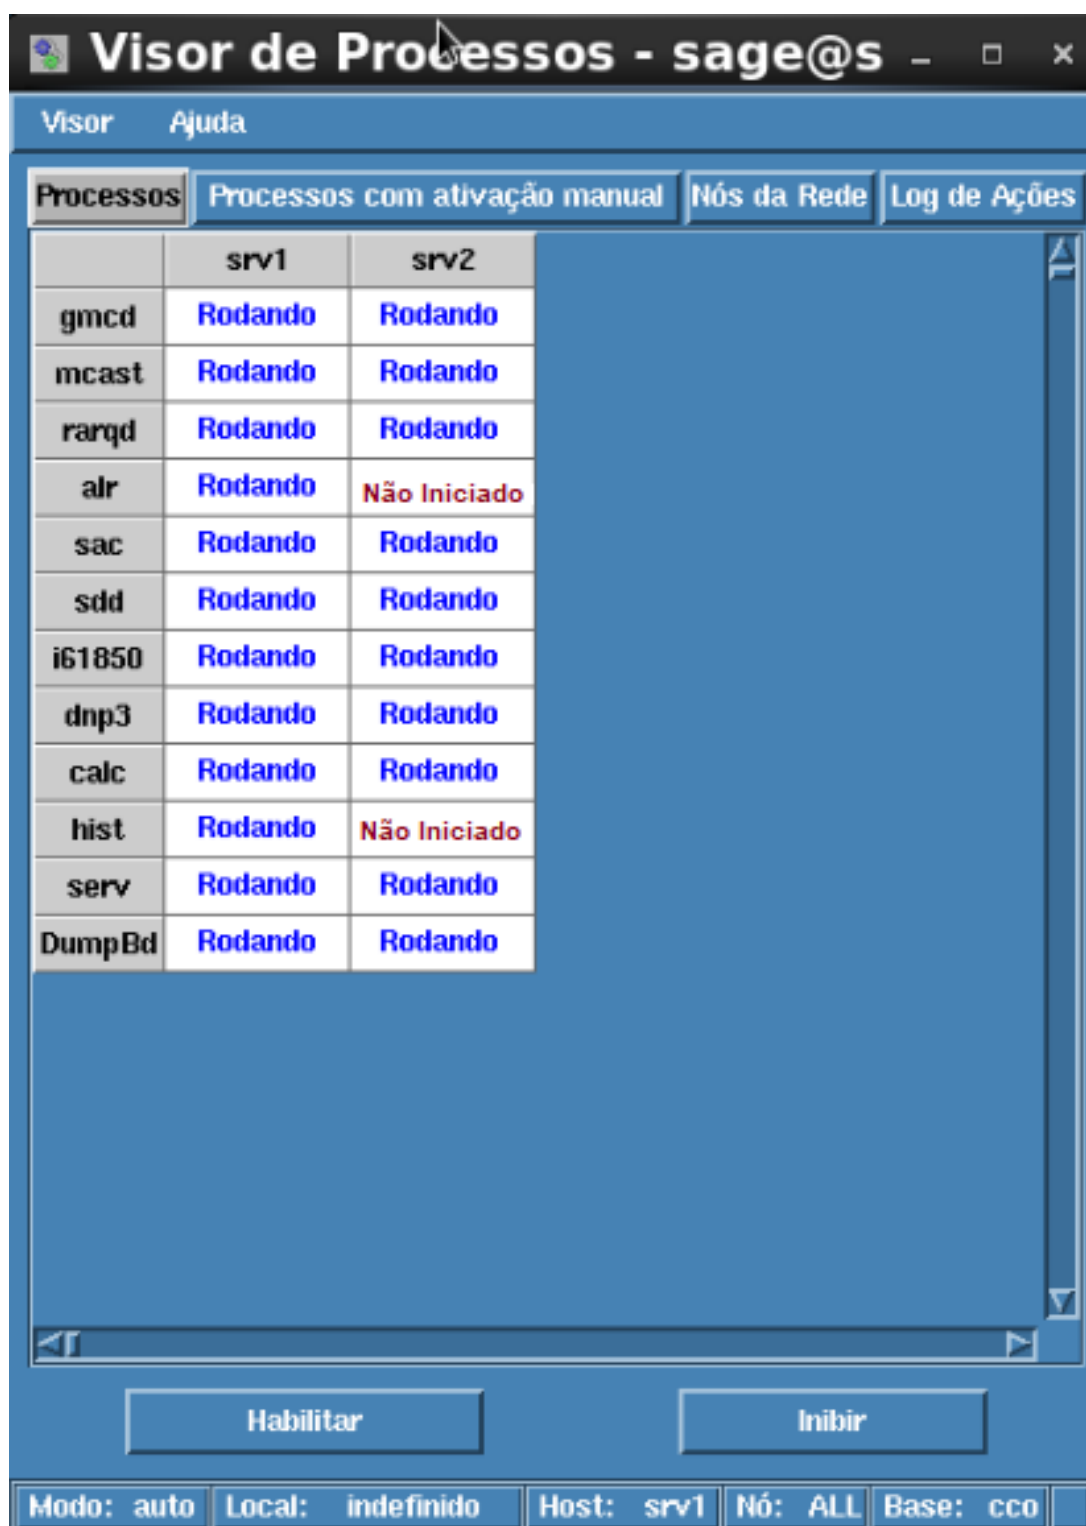 Visor de Processos - sage@s
Visor Ajuda
Processos Processos com ativação manual Nós da Rede Log de Ações
srv1 srv2
gmcd Rodando Rodando
mcast Rodando Rodando
rarqd Rodando Rodando
alr Rodando Não Iniciado
sac Rodando Rodando
sdd Rodando Rodando
i61850 Rodando Rodando
dnp3 Rodando Rodando
calc Rodando Rodando
hist Rodando Não Iniciado
serv Rodando Rodando
DumpBd Rodando Rodando
Habilitar Inibir
Modo: auto Local: indefinido Host: srv1 Nó: ALL Base: cco